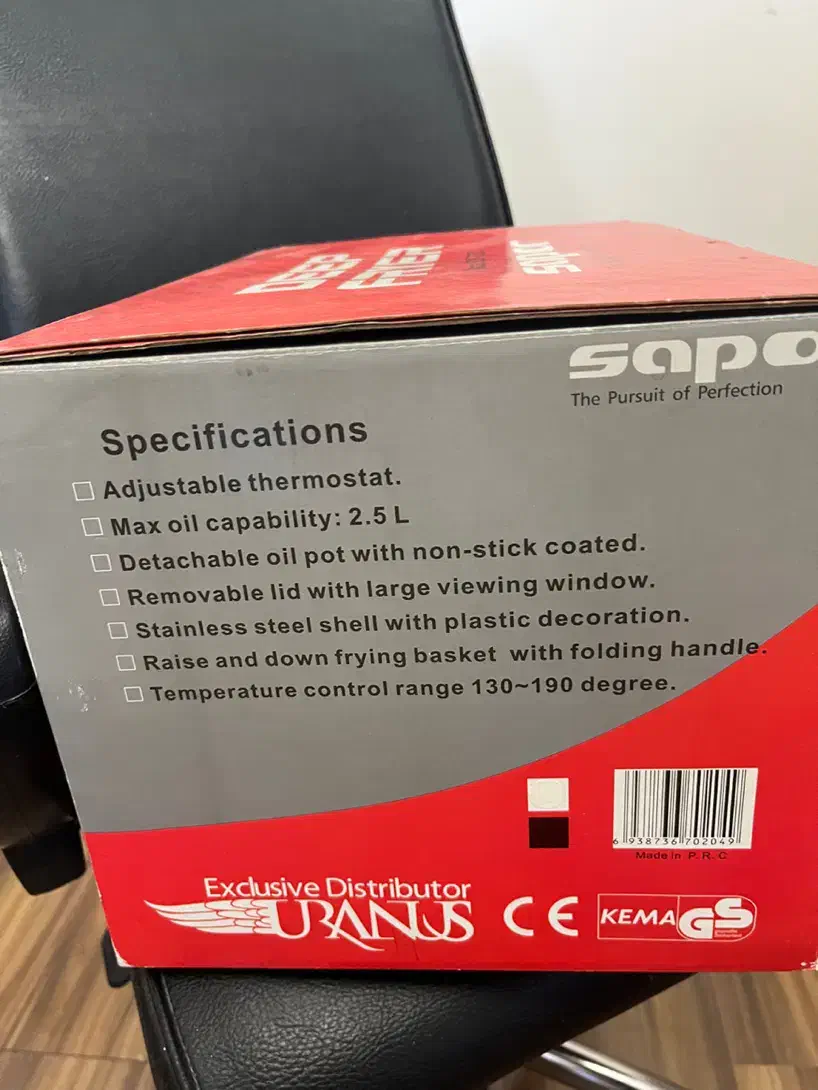 DEEP
FRYER
sapo
The Pursuit of Perfection
Specifications
Adjustable thermostat.
Max oil capability: 2.5 L
Detachable oil pot with non-stick coated.
Removable lid with large viewing window.
Stainless steel shell with plastic decoration.
Raise and down frying basket with folding handle.
Temperature control range 130~190 degree.
6 938736 702049
Made in P.R.C
Exclusive Distributor
URANUS
CE
KEMA GS